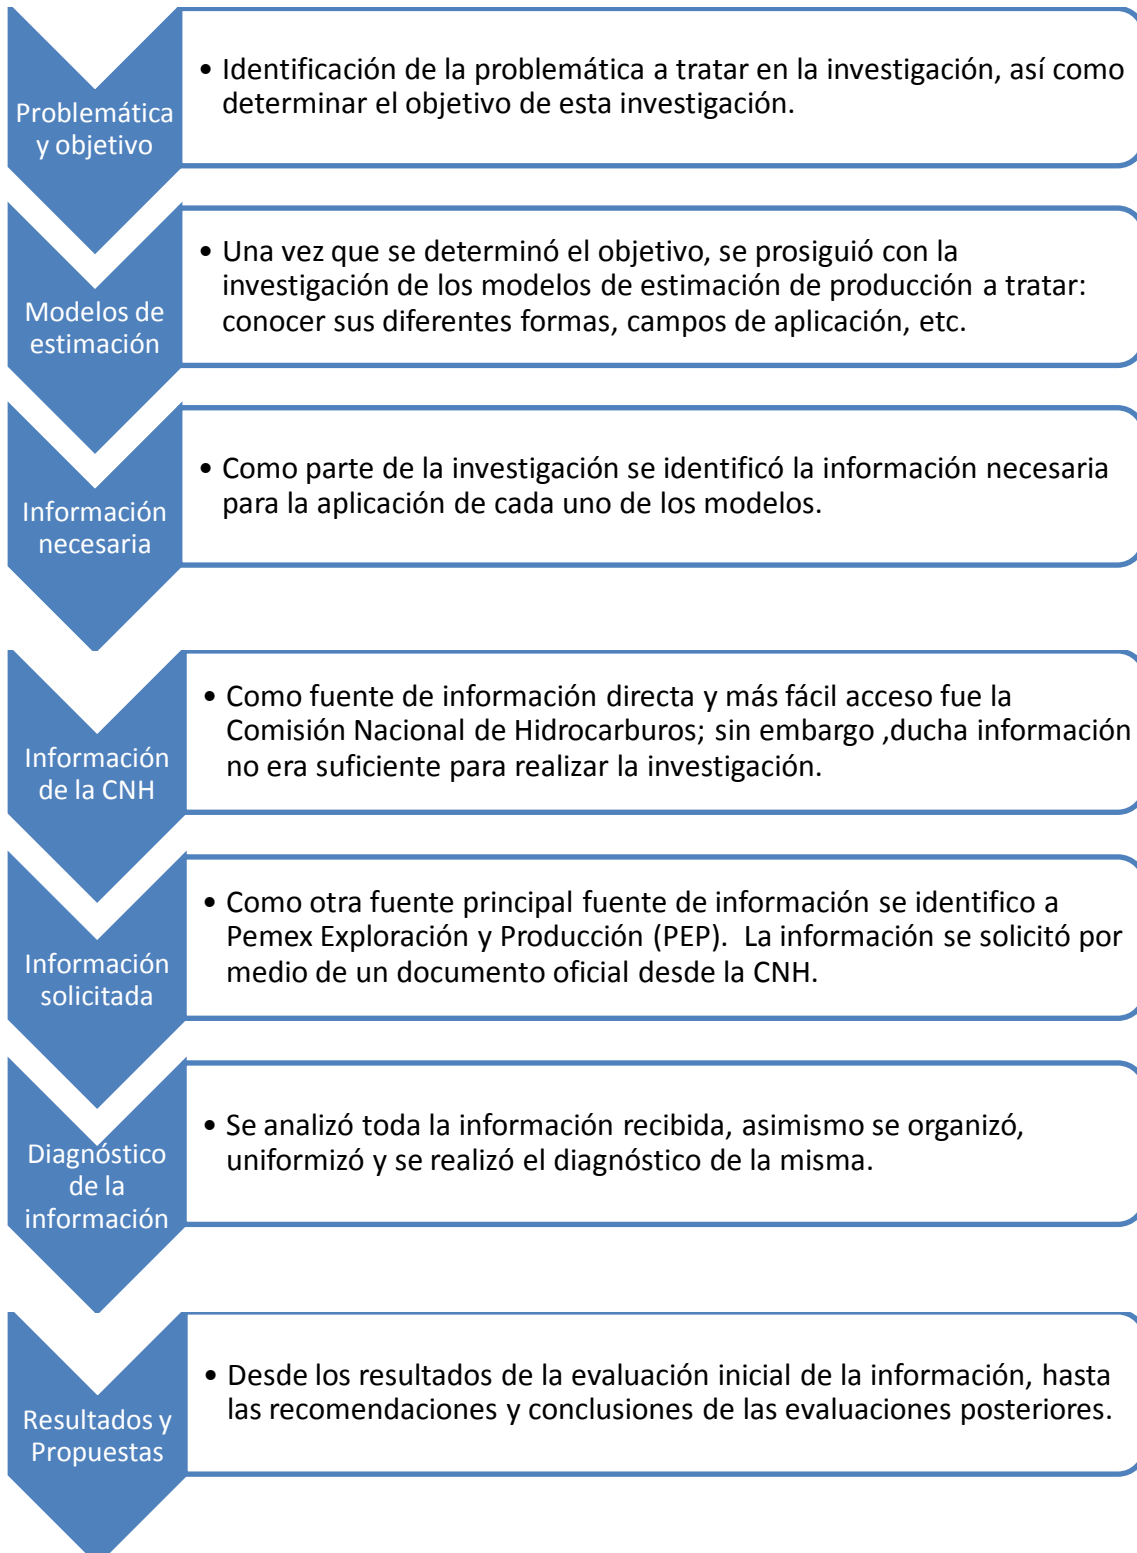 Problemática
y objetivo
• Identificación de la problemática a tratar en la investigación, así como
determinar el objetivo de esta investigación.
Modelos de
estimación
• Una vez que se determinó el objetivo, se prosiguió con la
investigación de los modelos de estimación de producción a tratar:
conocer sus diferentes formas, campos de aplicación, etc.
Información
necesaria
• Como parte de la investigación se identificó la información necesaria
para la aplicación de cada uno de los modelos.
Información
de la CNH
• Como fuente de información directa y más fácil acceso fue la
Comisión Nacional de Hidrocarburos; sin embargo ,ducha información
no era suficiente para realizar la investigación.
Información
solicitada
• Como otra fuente principal fuente de información se identifico a
Pemex Exploración y Producción (PEP).  La información se solicitó por
medio de un documento oficial desde la CNH.
Diagnóstico
de la
información
• Se analizó toda la información recibida, asimismo se organizó,
uniformizó y se realizó el diagnóstico de la misma.
Resultados y
Propuestas
• Desde los resultados de la evaluación inicial de la información, hasta
las recomendaciones y conclusiones de las evaluaciones posteriores.